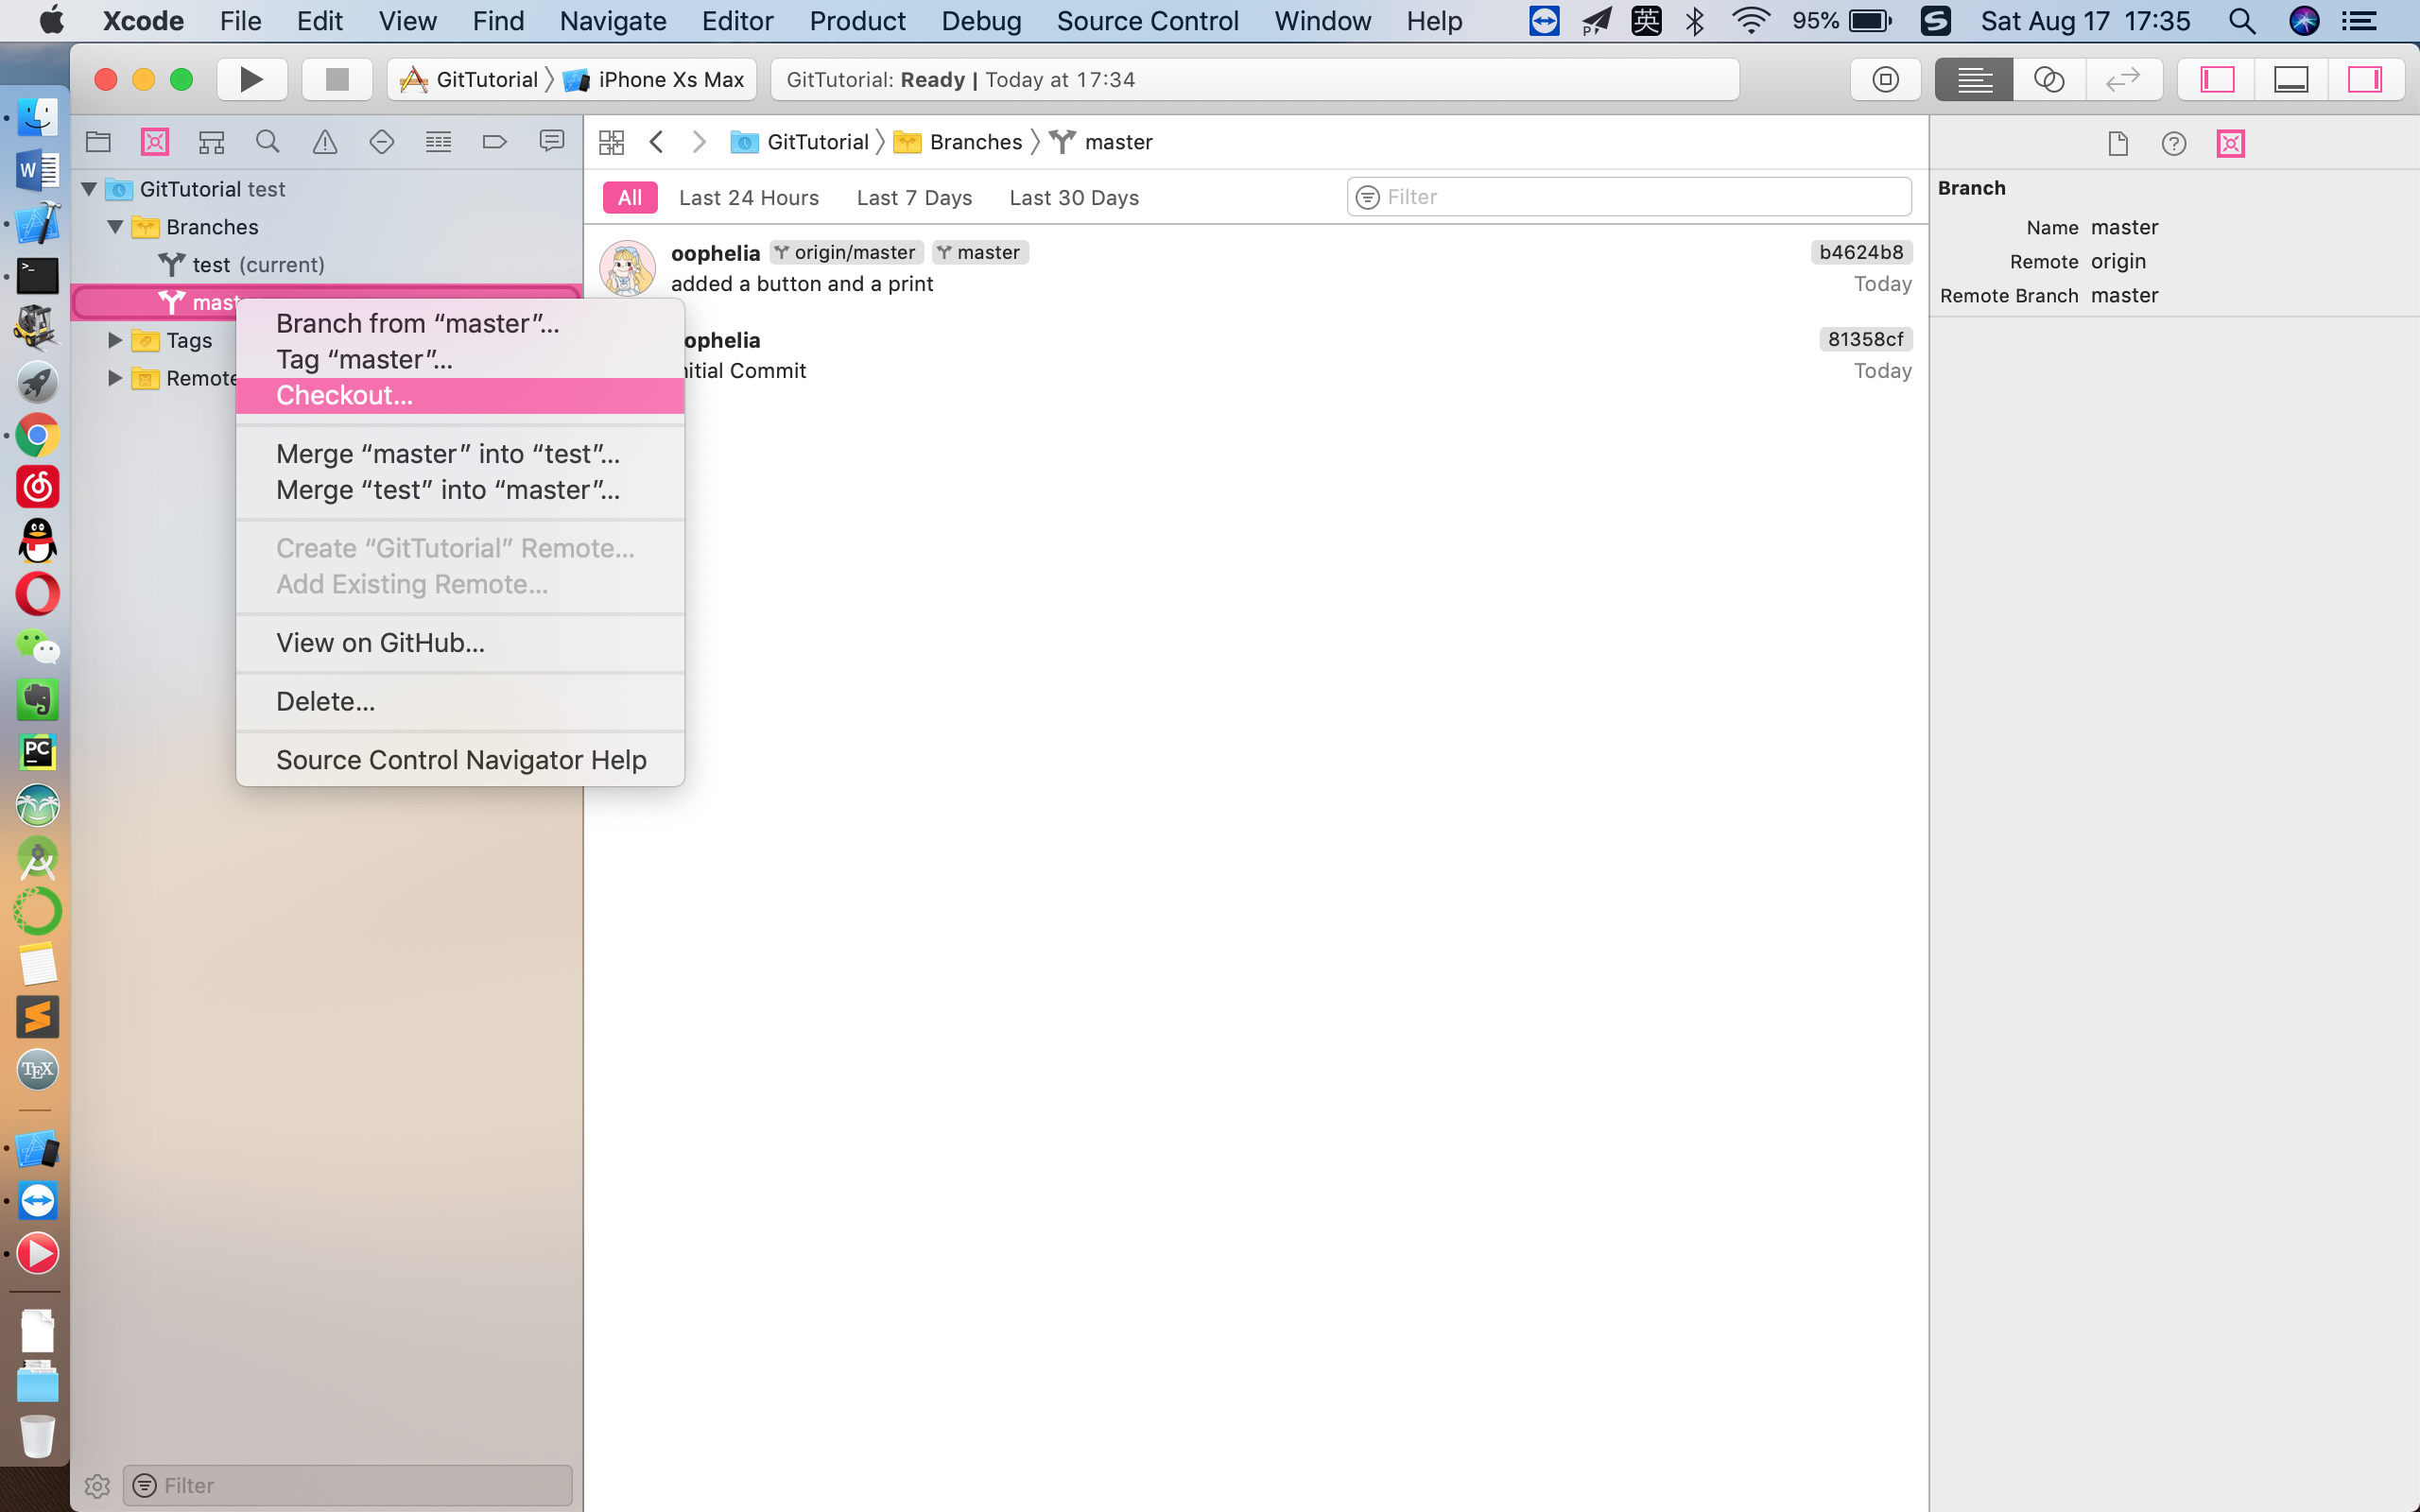 Xcode File Edit View Find Navigate Editor Product Debug Source Control Window Help 英 95% Sat Aug 17 17:35
GitTutorial iPhone Xs Max GitTutorial: Ready | Today at 17:34
GitTutorial Branches master
GitTutorial test
Branches
test (current)
Tags
All Last 24 Hours Last 7 Days Last 30 Days Filter
oophelia origin/master master b4624b8
added a button and a print Today
81358cf
Commit Today
Branch
Name master
Remote origin
Remote Branch master
Branch from “master”...
Tag “master”...
Checkout...
Merge “master” into “test”...
Merge “test” into “master”...
Create “GitTutorial” Remote...
Add Existing Remote...
View on GitHub...
Delete...
Source Control Navigator Help
W
PC
TEX
Filter